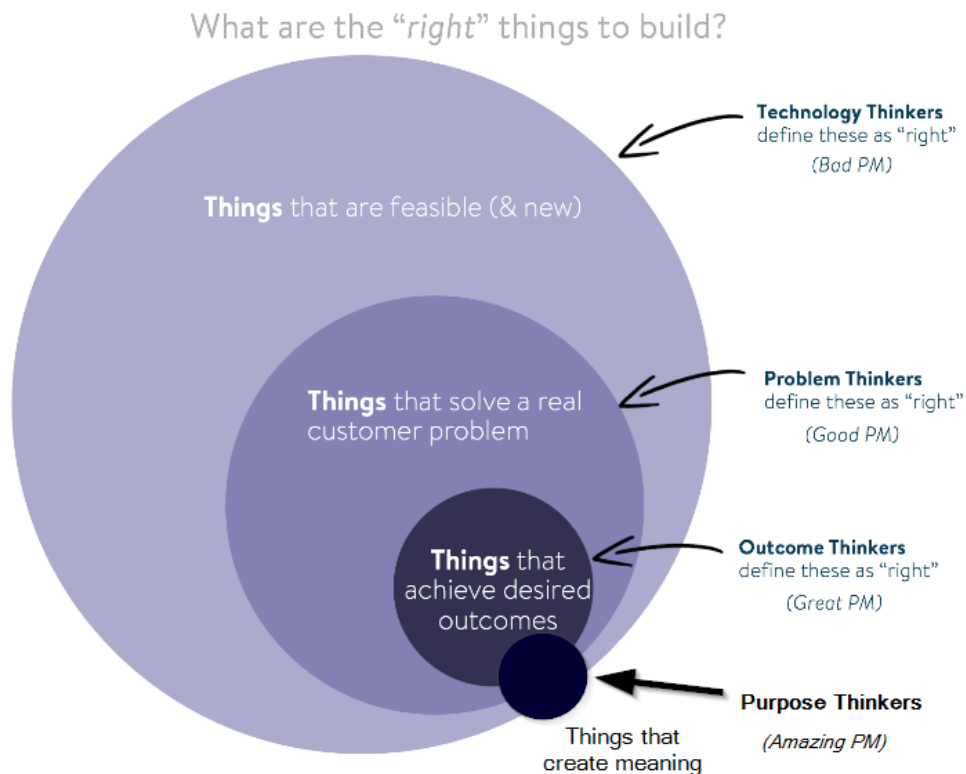 What are the “right” things to build?
Technology Thinkers
define these as “right”
(Bad PM)
Things that are feasible (& new)
Problem Thinkers
define these as “right”
(Good PM)
Things that solve a real
customer problem
Outcome Thinkers
define these as “right”
(Great PM)
Things that
achieve desired
outcomes
Purpose Thinkers
(Amazing PM)
Things that
create meaning